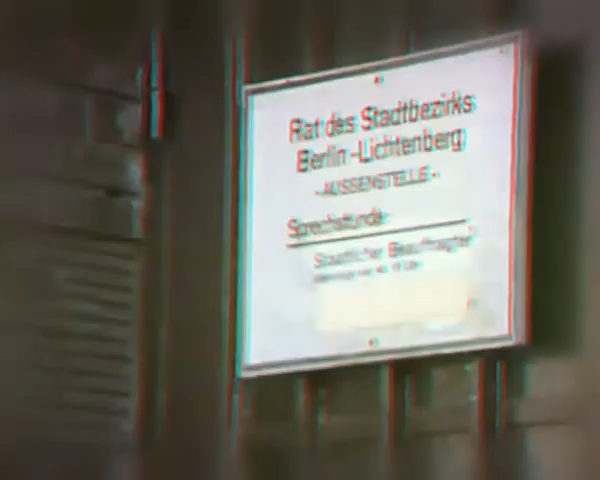 Rat des Stadtbezirks
Berlin-Lichtenberg
-AUSSENSTELLE-
Sprechstunde:
Staatlicher Beauftragter